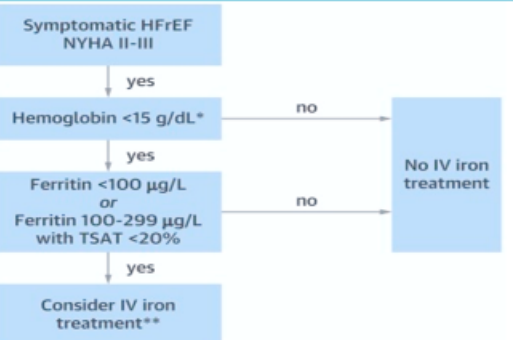 Symptomatic HFrEF
NYHA II-III
yes
Hemoglobin <15 g/dL*
no
yes
Ferritin <100 µg/L
or
Ferritin 100-299 µg/L
with TSAT <20%
no
No IV iron
treatment
yes
Consider IV iron
treatment**